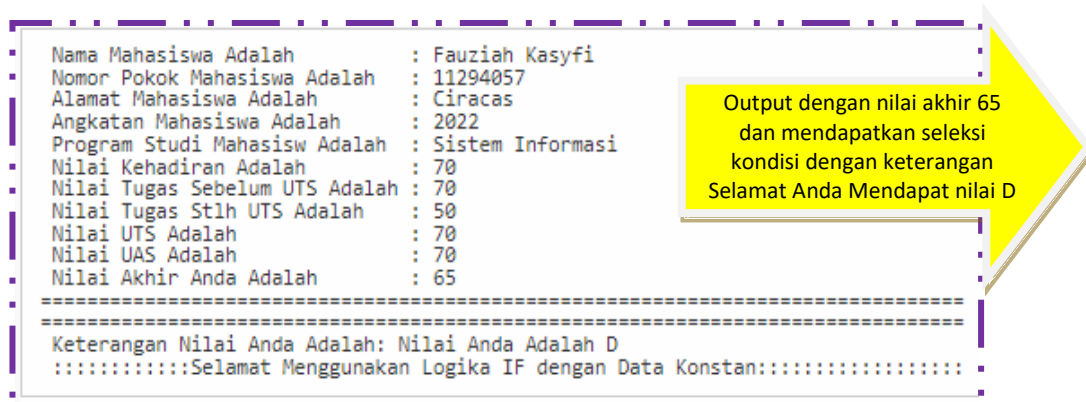 Nama Mahasiswa Adalah : Fauziah Kasyfi
Nomor Pokok Mahasiswa Adalah : 11294057
Alamat Mahasiswa Adalah : Ciracas
Angkatan Mahasiswa Adalah : 2022
Program Studi Mahasisw Adalah : Sistem Informasi
Nilai Kehadiran Adalah : 70
Nilai Tugas Sebelum UTS Adalah : 70
Nilai Tugas Stlh UTS Adalah : 50
Nilai UTS Adalah : 70
Nilai UAS Adalah : 70
Nilai Akhir Anda Adalah : 65
================================================================================
================================================================================
Keterangan Nilai Anda Adalah: Nilai Anda Adalah D
::::::::::::Selamat Menggunakan Logika IF dengan Data Konstan::::::::::::::::::
Output dengan nilai akhir 65
dan mendapatkan seleksi
kondisi dengan keterangan
Selamat Anda Mendapat nilai D